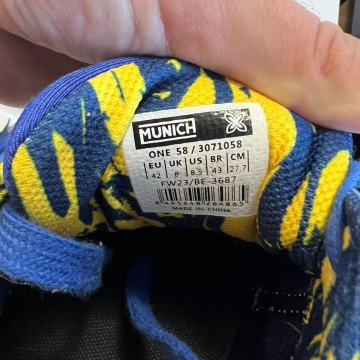 MUNICH
ONE 58 / 3071058
EU UK US BR CM
42 8 8.5 43 27.7
FW23/BE-3687
MADE IN CHINA